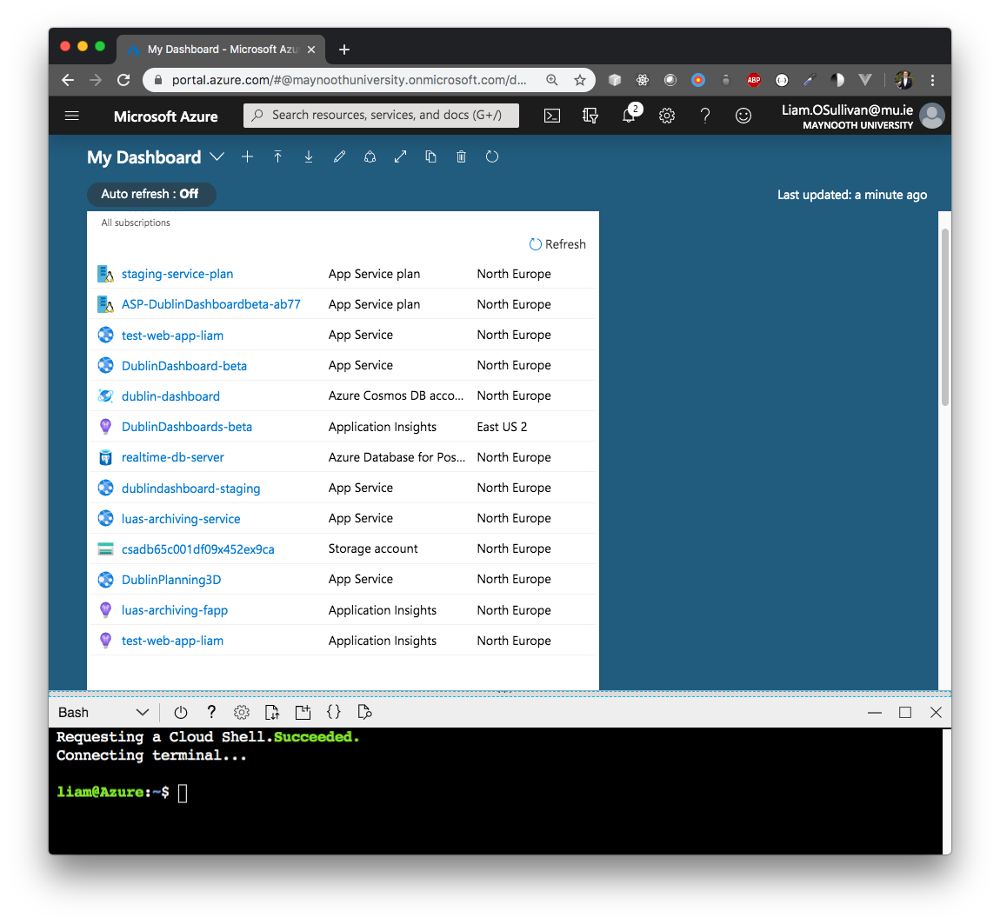 My Dashboard - Microsoft Azu
portal.azure.com/#@maynoothuniversity.onmicrosoft.com/d...
ABP
Microsoft Azure
Search resources, services, and docs (G+/)
2
Liam.OSullivan@mu.ie
MAYNOOTH UNIVERSITY
My Dashboard
Auto refresh : Off
Last updated: a minute ago
All subscriptions
Refresh
staging-service-plan App Service plan North Europe
ASP-DublinDashboardbeta-ab77 App Service plan North Europe
test-web-app-liam App Service North Europe
DublinDashboard-beta App Service North Europe
dublin-dashboard Azure Cosmos DB acco... North Europe
DublinDashboards-beta Application Insights East US 2
realtime-db-server Azure Database for Pos... North Europe
dublindashboard-staging App Service North Europe
luas-archiving-service App Service North Europe
csadb65c001df09x452ex9ca Storage account North Europe
DublinPlanning3D App Service North Europe
luas-archiving-fapp Application Insights North Europe
test-web-app-liam Application Insights North Europe
Bash
Requesting a Cloud Shell.Succeeded.
Connecting terminal...
liam@Azure:~$